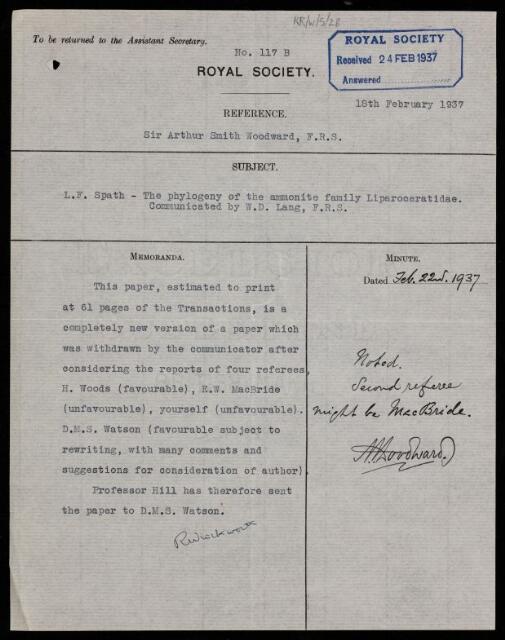 RR/W/5/28
To be returned to the Assistant Secretary.
No. 117 B
ROYAL SOCIETY.
ROYAL SOCIETY
Received 24 FEB 1937
Answered
18th February 1937
REFERENCE.
Sir Arthur Smith Woodward, F.R.S.
SUBJECT.
L.F. Spath - The phylogeny of the ammonite family Liparoceratidae.
Communicated by W.D. Lang, F.R.S.
MEMORANDA.
This paper, estimated to print
at 61 pages of the Transactions, is a
completely new version of a paper which
was withdrawn by the communicator after
considering the reports of four referees,
H. Woods (favourable), E.W. MacBride
(unfavourable), yourself (unfavourable).
D.M.S. Watson (favourable subject to
rewriting, with many comments and
suggestions for consideration of author).
Professor Hill has therefore sent
the paper to D.M.S. Watson.
MINUTE.
Dated Feb. 22nd. 1937
Noted.
Second referee
might be MacBride.
A.S.Woodward.